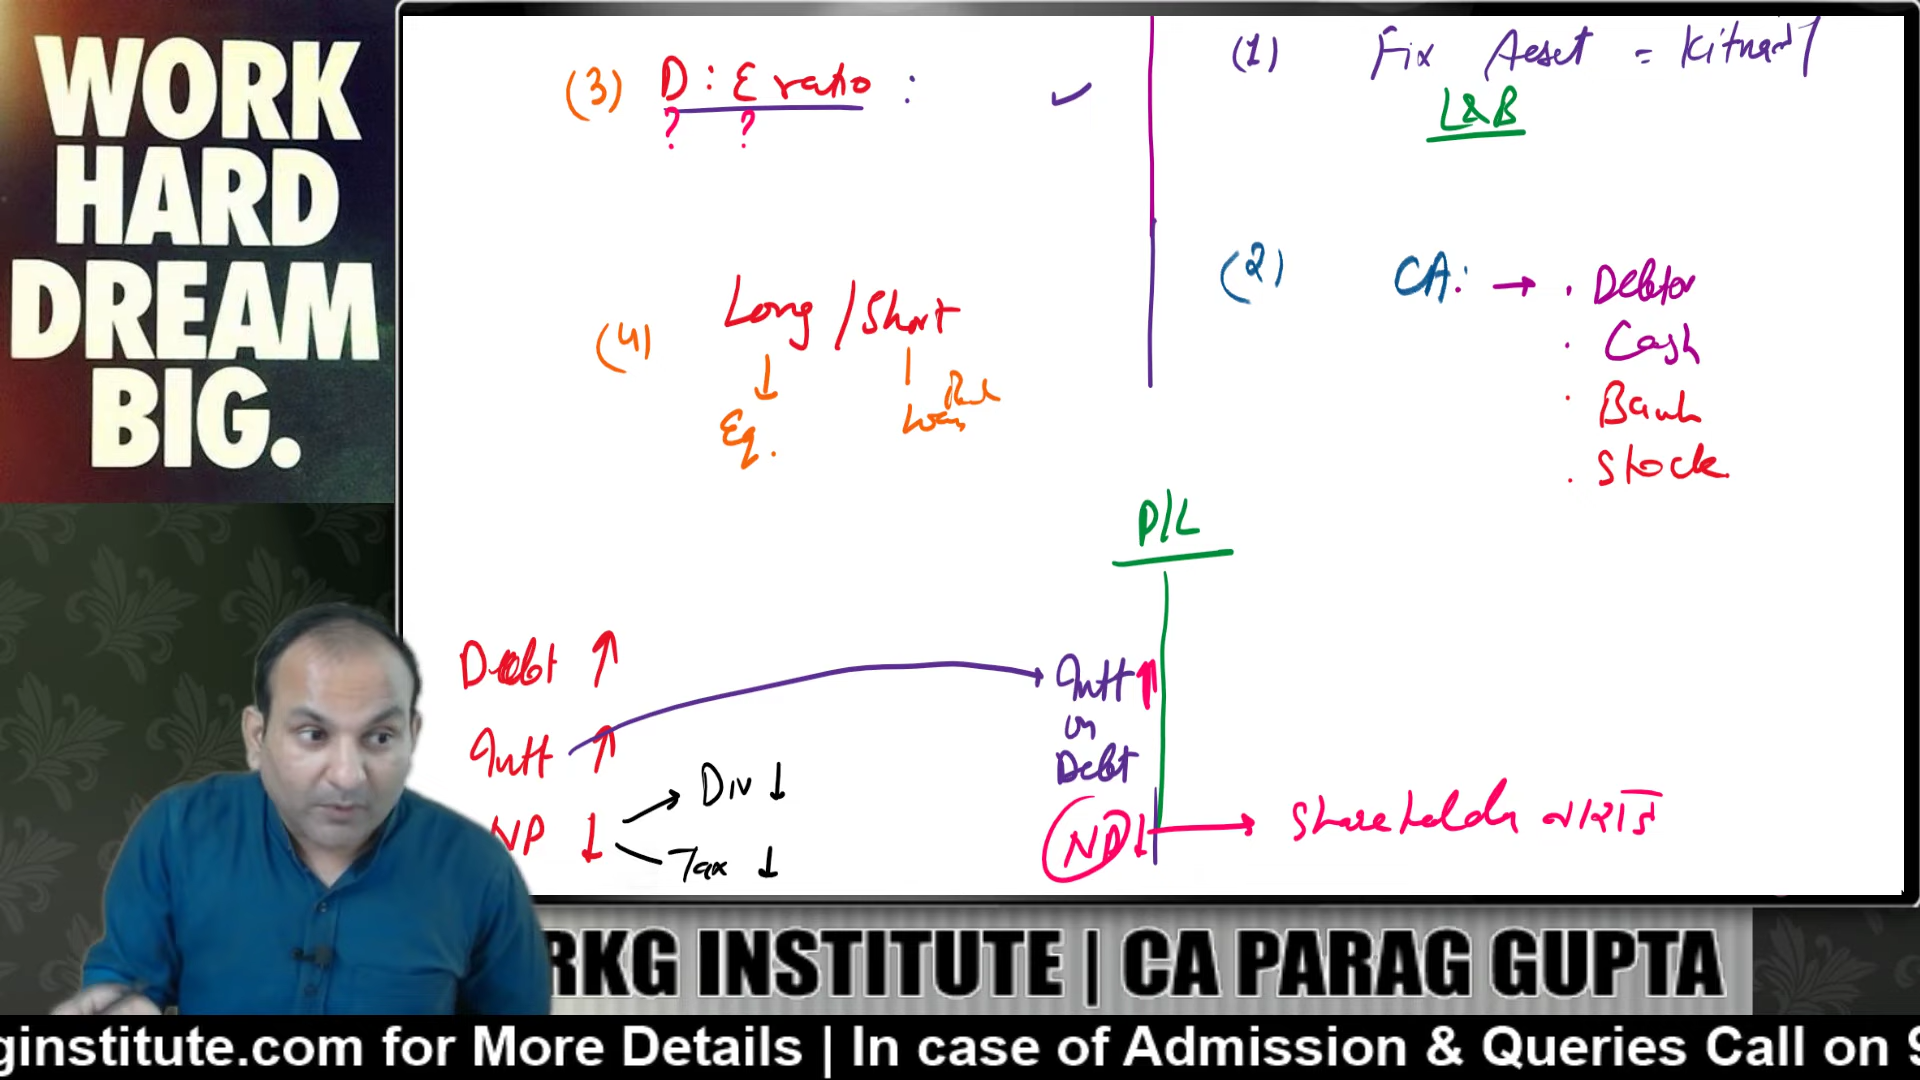 WORK
HARD
DREAM
BIG.
(3) D : E ratio :
? ?
(4) Long / Short
Eq. Bank
Loan
(1) Fix Asset =
L&B
(2) CA: → . Debtor
. Cash
. Bank
. Stock
P/L
Debt ↑
Intt ↑
NP ↓
Div ↓
Tax ↓
Intt ↑
on
Debt
NP ↓ → Shareholder नाराज
RKG INSTITUTE | CA PARAG GUPTA
ginstitute.com for More Details | In case of Admission & Queries Call on